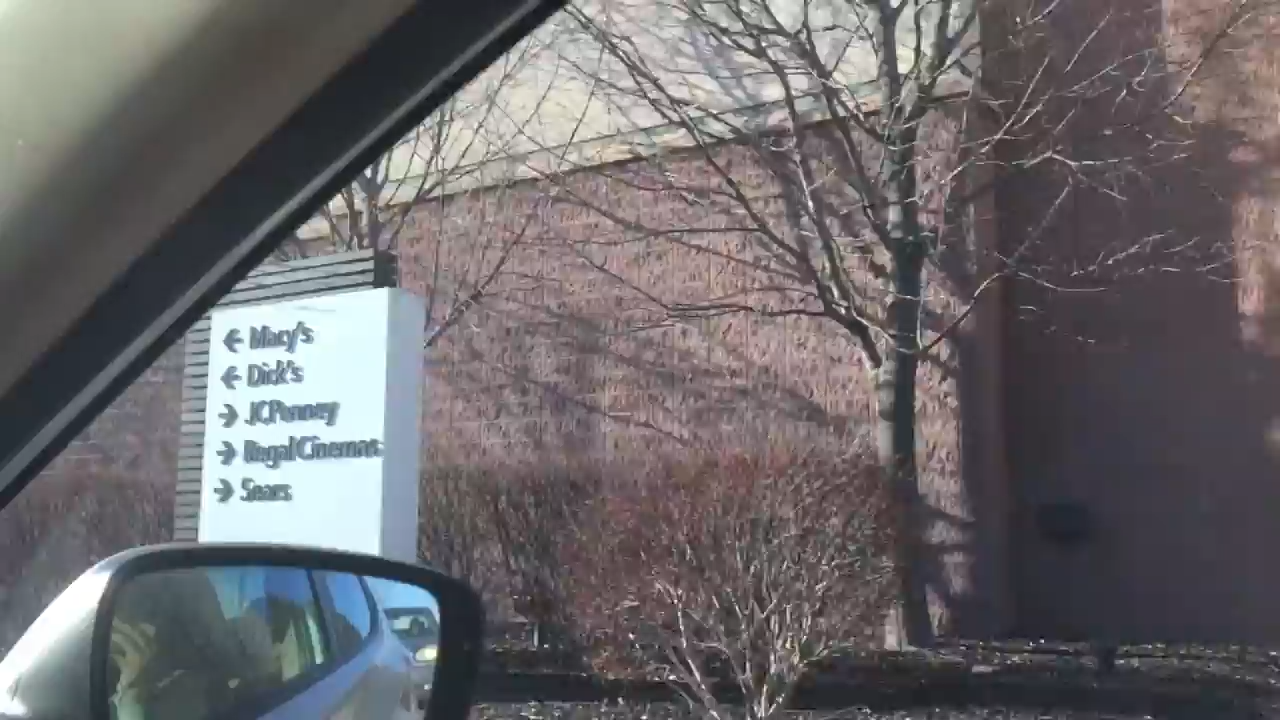 ← Macy's
← Dick's
→ JCPenney
→ Regal Cinemas
→ Sears